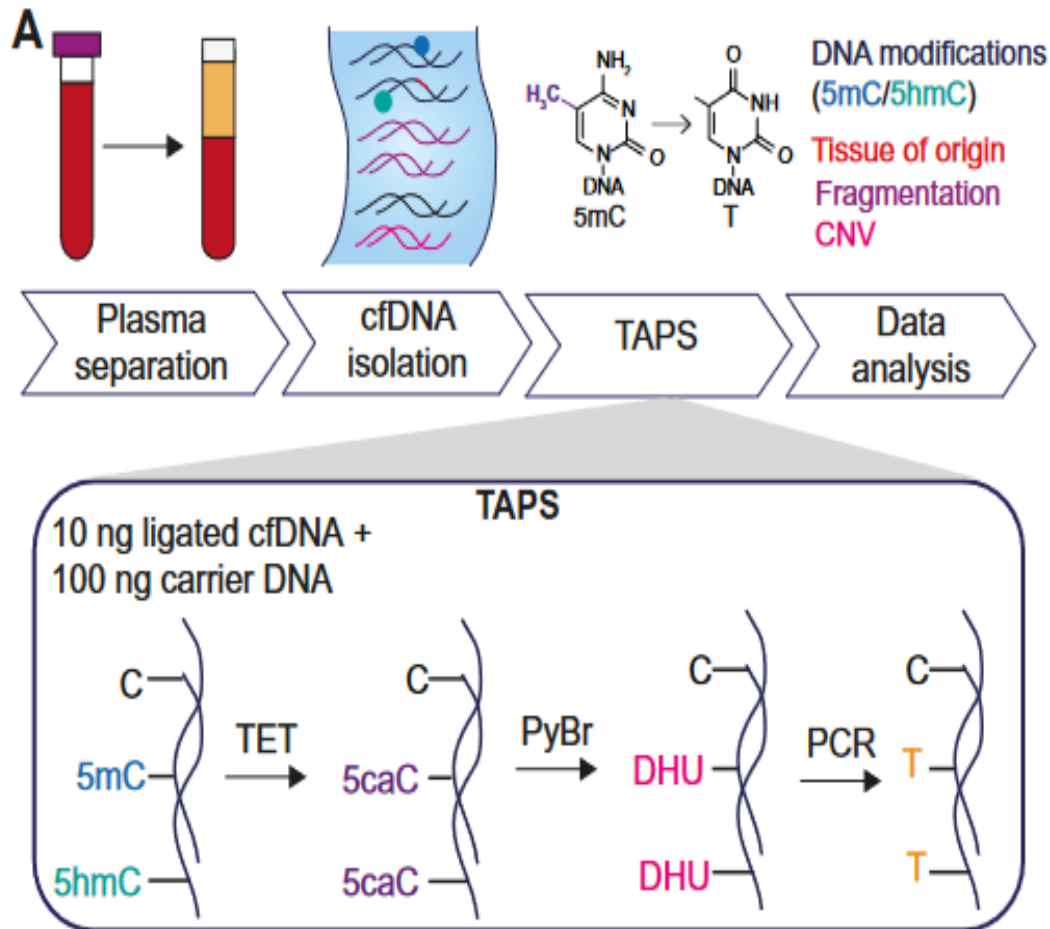 A
NH2
H3C
N
N
O
DNA
5mC
O
NH
N
O
DNA
T
DNA modifications
(5mC/5hmC)
Tissue of origin
Fragmentation
CNV
Plasma
separation
cfDNA
isolation
TAPS
Data
analysis
TAPS
10 ng ligated cfDNA +
100 ng carrier DNA
C
5mC
5hmC
TET
C
5caC
5caC
PyBr
C
DHU
DHU
PCR
C
T
T